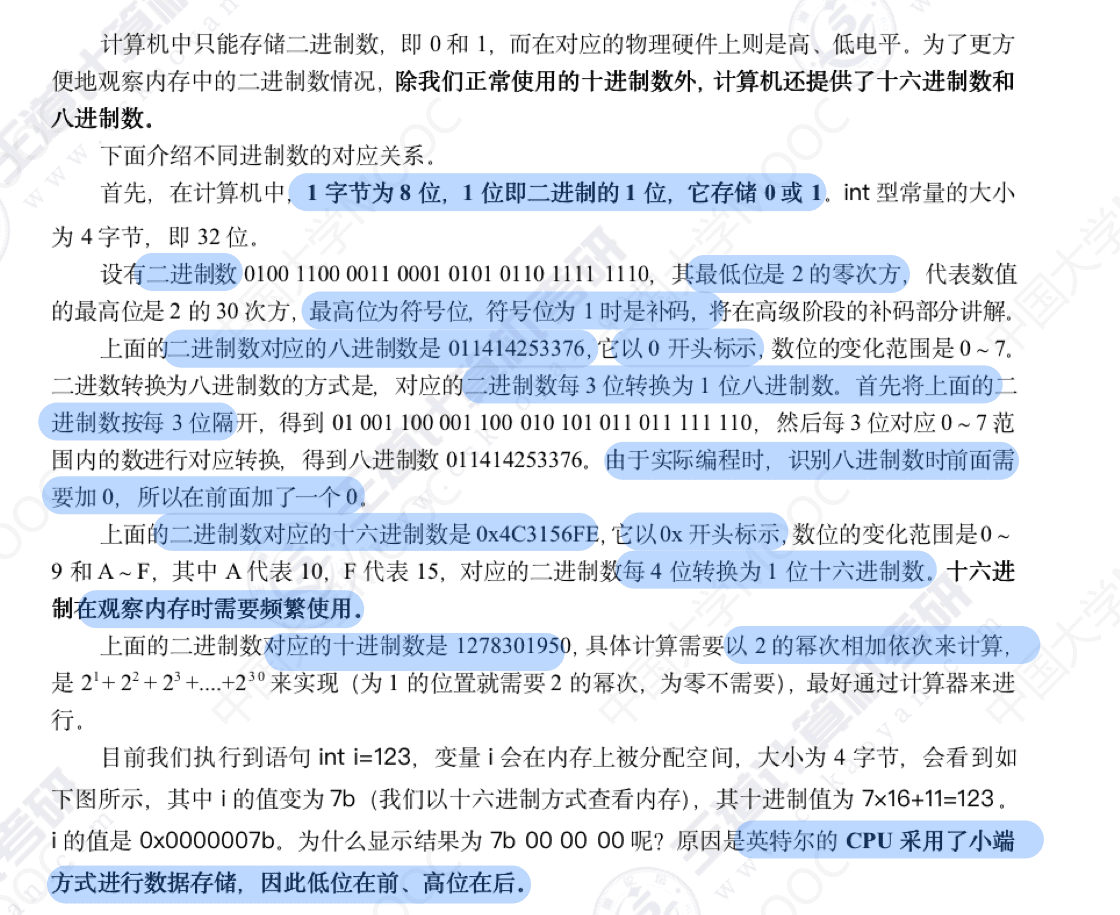 计算机中只能存储二进制数，即 0 和 1，而在对应的物理硬件上则是高、低电平。为了更方
便地观察内存中的二进制数情况，除我们正常使用的十进制数外，计算机还提供了十六进制数和
八进制数。
下面介绍不同进制数的对应关系。
首先，在计算机中，1 字节为 8 位，1 位即二进制的 1 位，它存储 0 或 1。int 型常量的大小
为 4 字节，即 32 位。
设有二进制数 0100 1100 0011 0001 0101 0110 1111 1110，其最低位是 2 的零次方，代表数值
的最高位是 2 的 30 次方，最高位为符号位，符号位为 1 时是补码，将在高级阶段的补码部分讲解。
上面的二进制数对应的八进制数是 011414253376，它以 0 开头标示，数位的变化范围是 0～7。
二进数转换为八进制数的方式是，对应的二进制数每 3 位转换为 1 位八进制数。首先将上面的二
进制数按每 3 位隔开，得到 01 001 100 001 100 010 101 011 011 111 110，然后每 3 位对应 0～7 范
围内的数进行对应转换，得到八进制数 011414253376。由于实际编程时，识别八进制数时前面需
要加 0，所以在前面加了一个 0。
上面的二进制数对应的十六进制数是 0x4C3156FE，它以 0x 开头标示，数位的变化范围是 0～
9 和 A～F，其中 A 代表 10，F 代表 15，对应的二进制数每 4 位转换为 1 位十六进制数。十六进
制在观察内存时需要频繁使用。
上面的二进制数对应的十进制数是 1278301950，具体计算需要以 2 的幂次相加依次来计算，
是 2¹+ 2² + 2³ +....+2³⁰ 来实现（为 1 的位置就需要 2 的幂次，为零不需要），最好通过计算器来进
行。
目前我们执行到语句 int i=123，变量 i 会在内存上被分配空间，大小为 4 字节，会看到如
下图所示，其中 i 的值变为 7b（我们以十六进制方式查看内存），其十进制值为 7×16+11=123。
i 的值是 0x0000007b。为什么显示结果为 7b 00 00 00 呢？原因是英特尔的 CPU 采用了小端
方式进行数据存储，因此低位在前、高位在后。